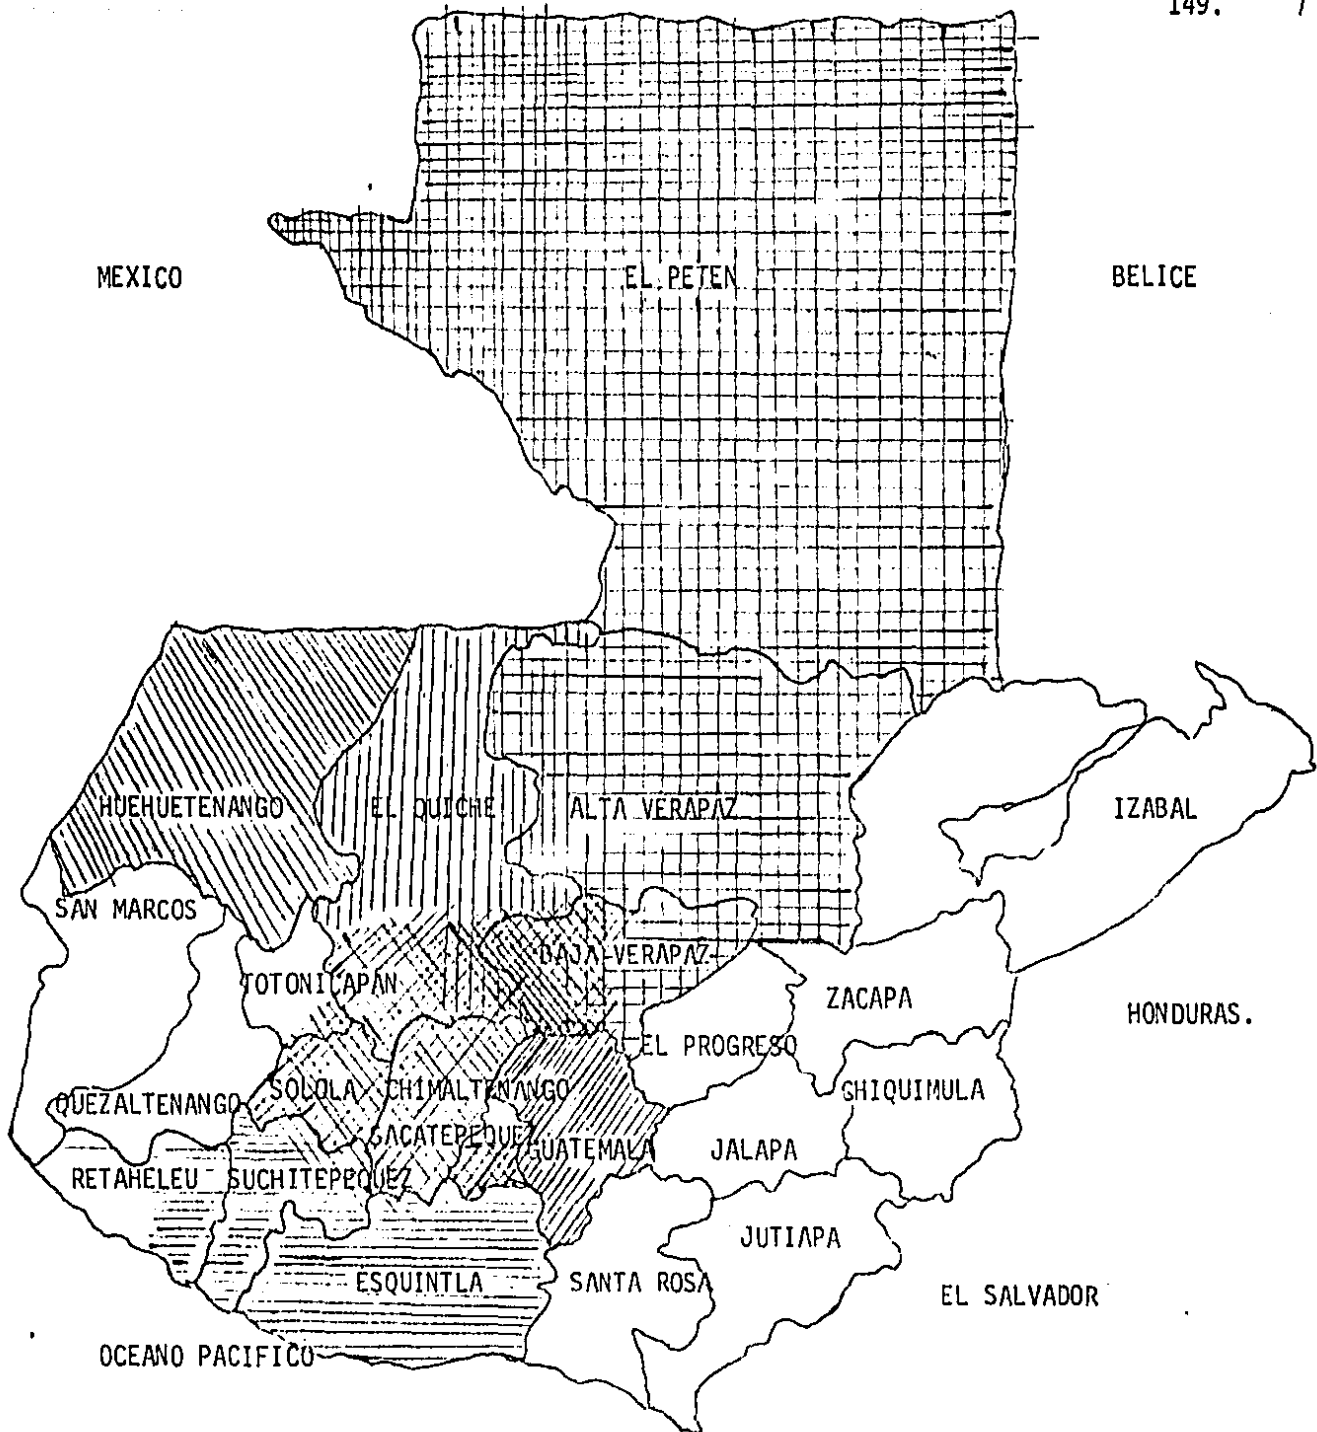 149. 7
MEXICO
EL PETEN
BELICE
HUEHUETENANGO
EL QUICHE
ALTA VERAPAZ
IZABAL
SAN MARCOS
BAJA VERAPAZ
TOTONICAPAN
ZACAPA
HONDURAS.
EL PROGRESO
SOLOLA
CHIMALTENANGO
CHIQUIMULA
QUEZALTENANGO
SACATEPEQUEZ
GUATEMALA
JALAPA
RETAHELEU
SUCHITEPEQUEZ
JUTIAPA
ESQUINTLA
SANTA ROSA
EL SALVADOR
OCEANO PACIFICO